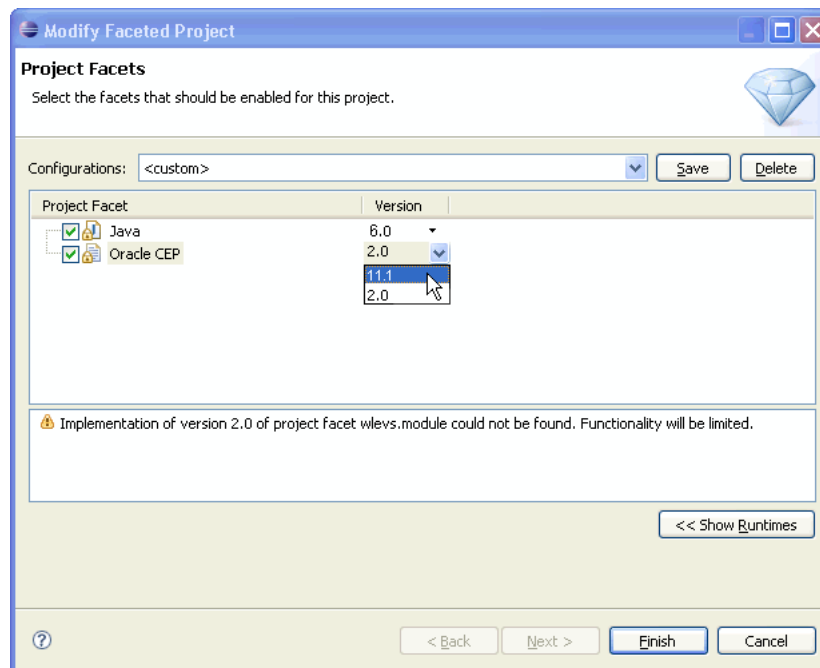 Modify Faceted Project
Project Facets
Select the facets that should be enabled for this project.
Configurations: <custom> Save Delete
Project Facet Version
Java 6.0
Oracle CEP 2.0
11.1
2.0
Implementation of version 2.0 of project facet wlevs.module could not be found. Functionality will be limited.
<< Show Runtimes
< Back Next > Finish Cancel